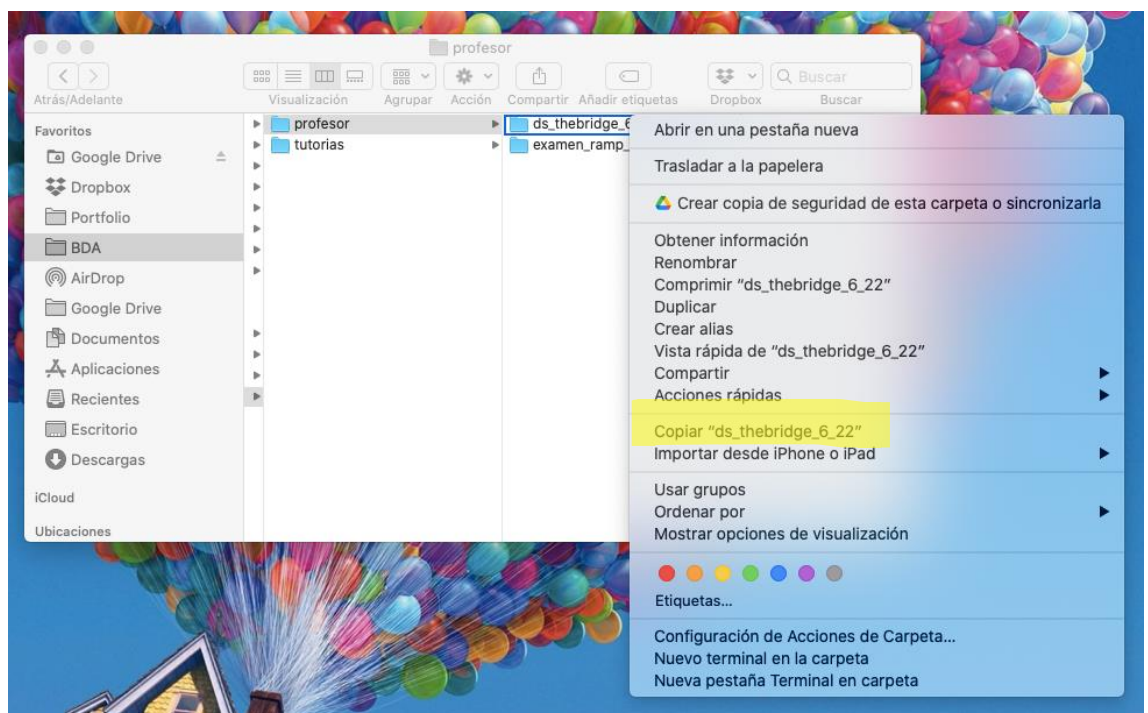 profesor
Buscar
Atrás/Adelante
Visualización
Agrupar
Acción
Compartir
Añadir etiquetas
Dropbox
Buscar
Favoritos
Google Drive
Dropbox
Portfolio
BDA
AirDrop
Google Drive
Documentos
Aplicaciones
Recientes
Escritorio
Descargas
iCloud
Ubicaciones
profesor
tutorias
ds_thebridge_6
examen_ramp_
Abrir en una pestaña nueva
Trasladar a la papelera
Crear copia de seguridad de esta carpeta o sincronizarla
Obtener información
Renombrar
Comprimir “ds_thebridge_6_22”
Duplicar
Crear alias
Vista rápida de “ds_thebridge_6_22”
Compartir
Acciones rápidas
Copiar “ds_thebridge_6_22”
Importar desde iPhone o iPad
Usar grupos
Ordenar por
Mostrar opciones de visualización
Etiquetas...
Configuración de Acciones de Carpeta...
Nuevo terminal en la carpeta
Nueva pestaña Terminal en carpeta